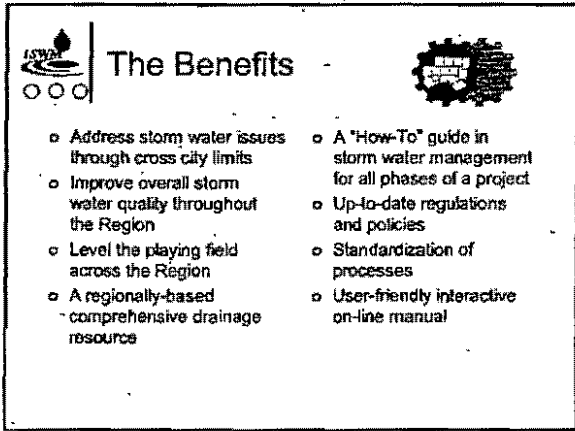 iSWM
The Benefits
o Address storm water issues
through cross city limits
o Improve overall storm
water quality throughout
the Region
o Level the playing field
across the Region
o A regionally-based
comprehensive drainage
resource
o A "How-To" guide in
storm water management
for all phases of a project
o Up-to-date regulations
and policies
o Standardization of
processes
o User-friendly interactive
on-line manual